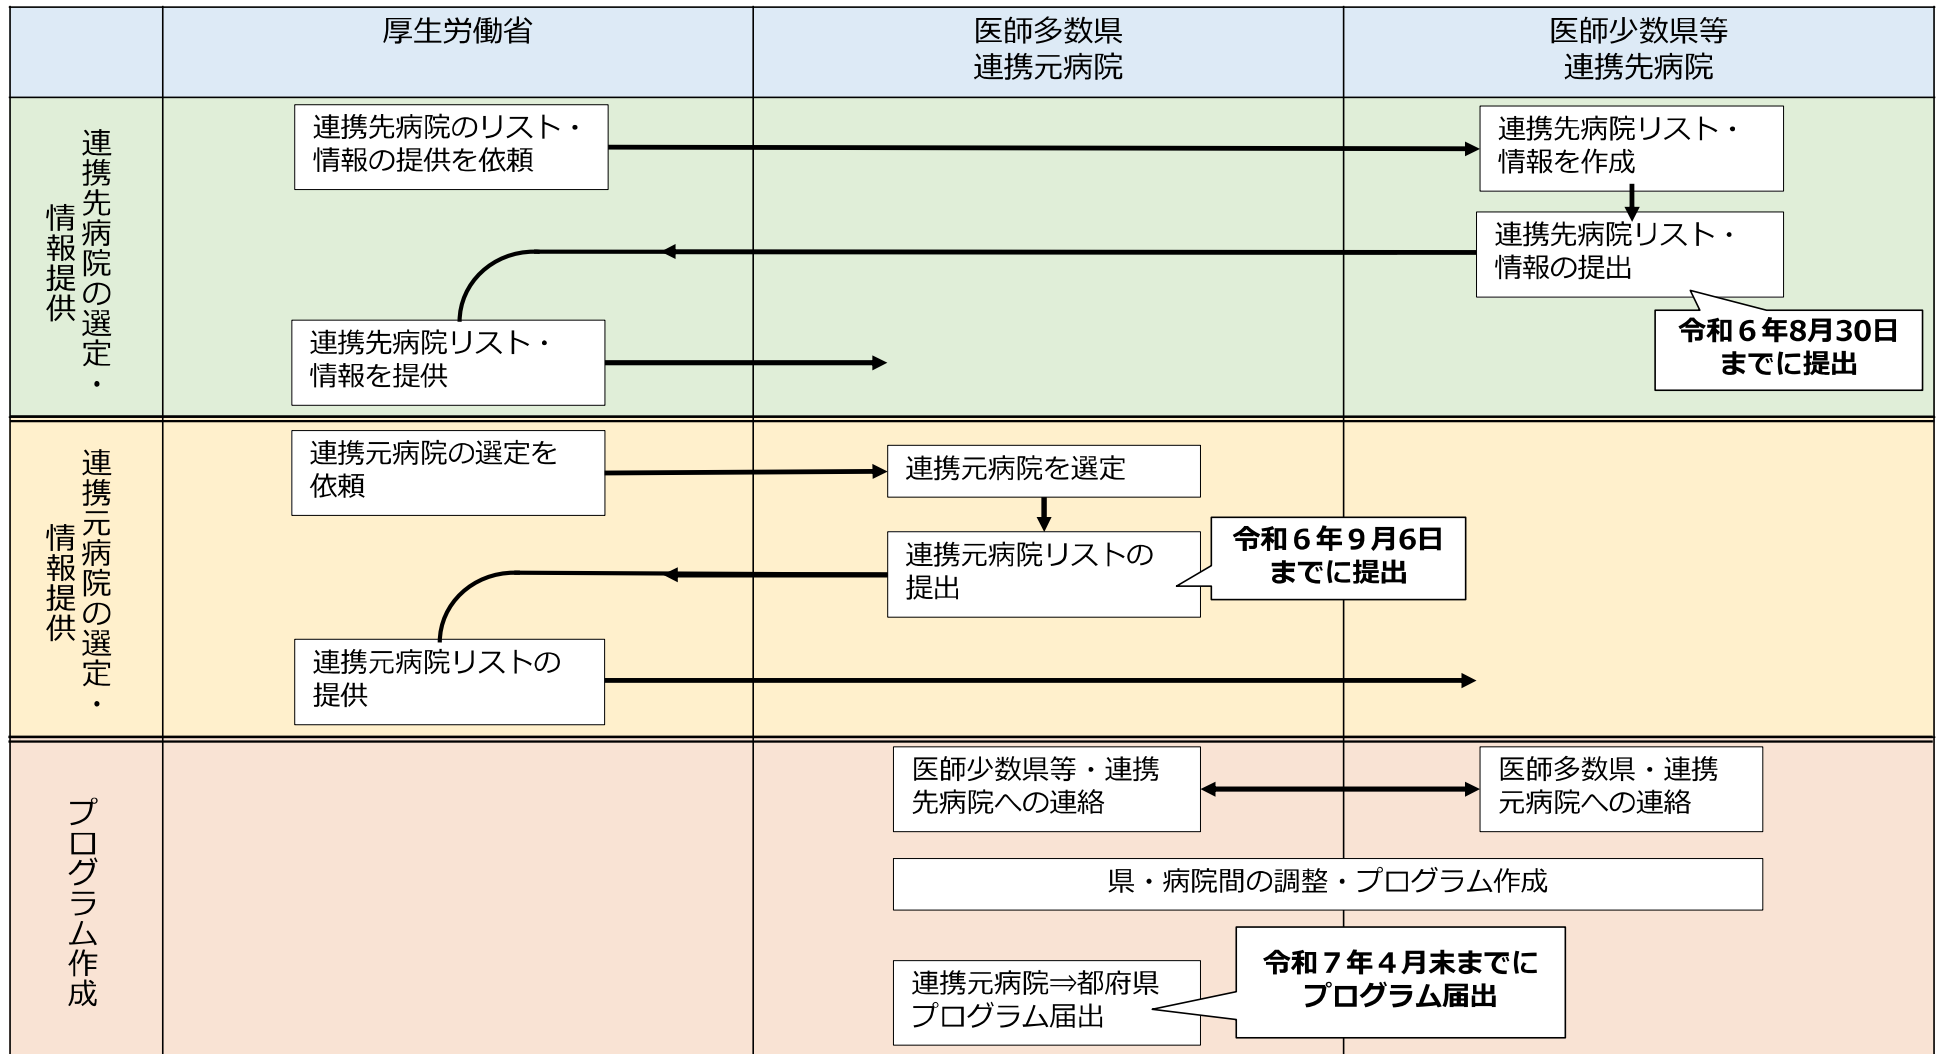 厚生労働省
医師多数県
連携元病院
医師少数県等
連携先病院
連携先病院の選定・
情報提供
連携先病院のリスト・
情報の提供を依頼
連携先病院リスト・
情報を作成
連携先病院リスト・
情報の提出
令和６年8月30日
までに提出
連携先病院リスト・
情報を提供
連携元病院の選定・
情報提供
連携元病院の選定を
依頼
連携元病院を選定
連携元病院リストの
提出
令和６年９月6日
までに提出
連携元病院リストの
提供
プログラム作成
医師少数県等・連携
先病院への連絡
医師多数県・連携
元病院への連絡
県・病院間の調整・プログラム作成
連携元病院⇒都府県
プログラム届出
令和７年４月末までに
プログラム届出